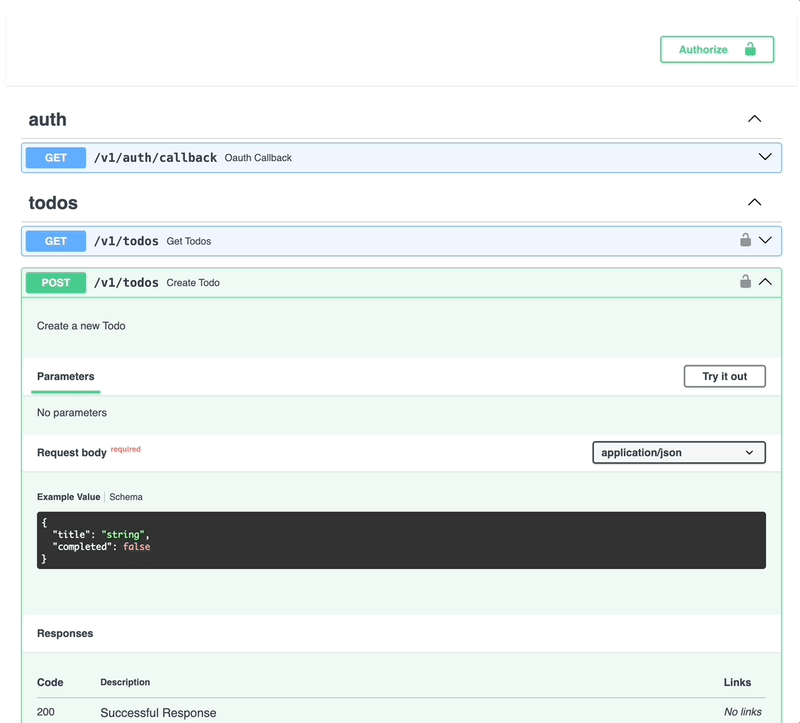 Authorize
auth
GET /v1/auth/callback Oauth Callback
todos
GET /v1/todos Get Todos
POST /v1/todos Create Todo
Create a new Todo
Parameters Try it out
No parameters
Request body required application/json
Example Value Schema
{
"title": "string",
"completed": false
}
Responses
Code Description Links
200 Successful Response No links